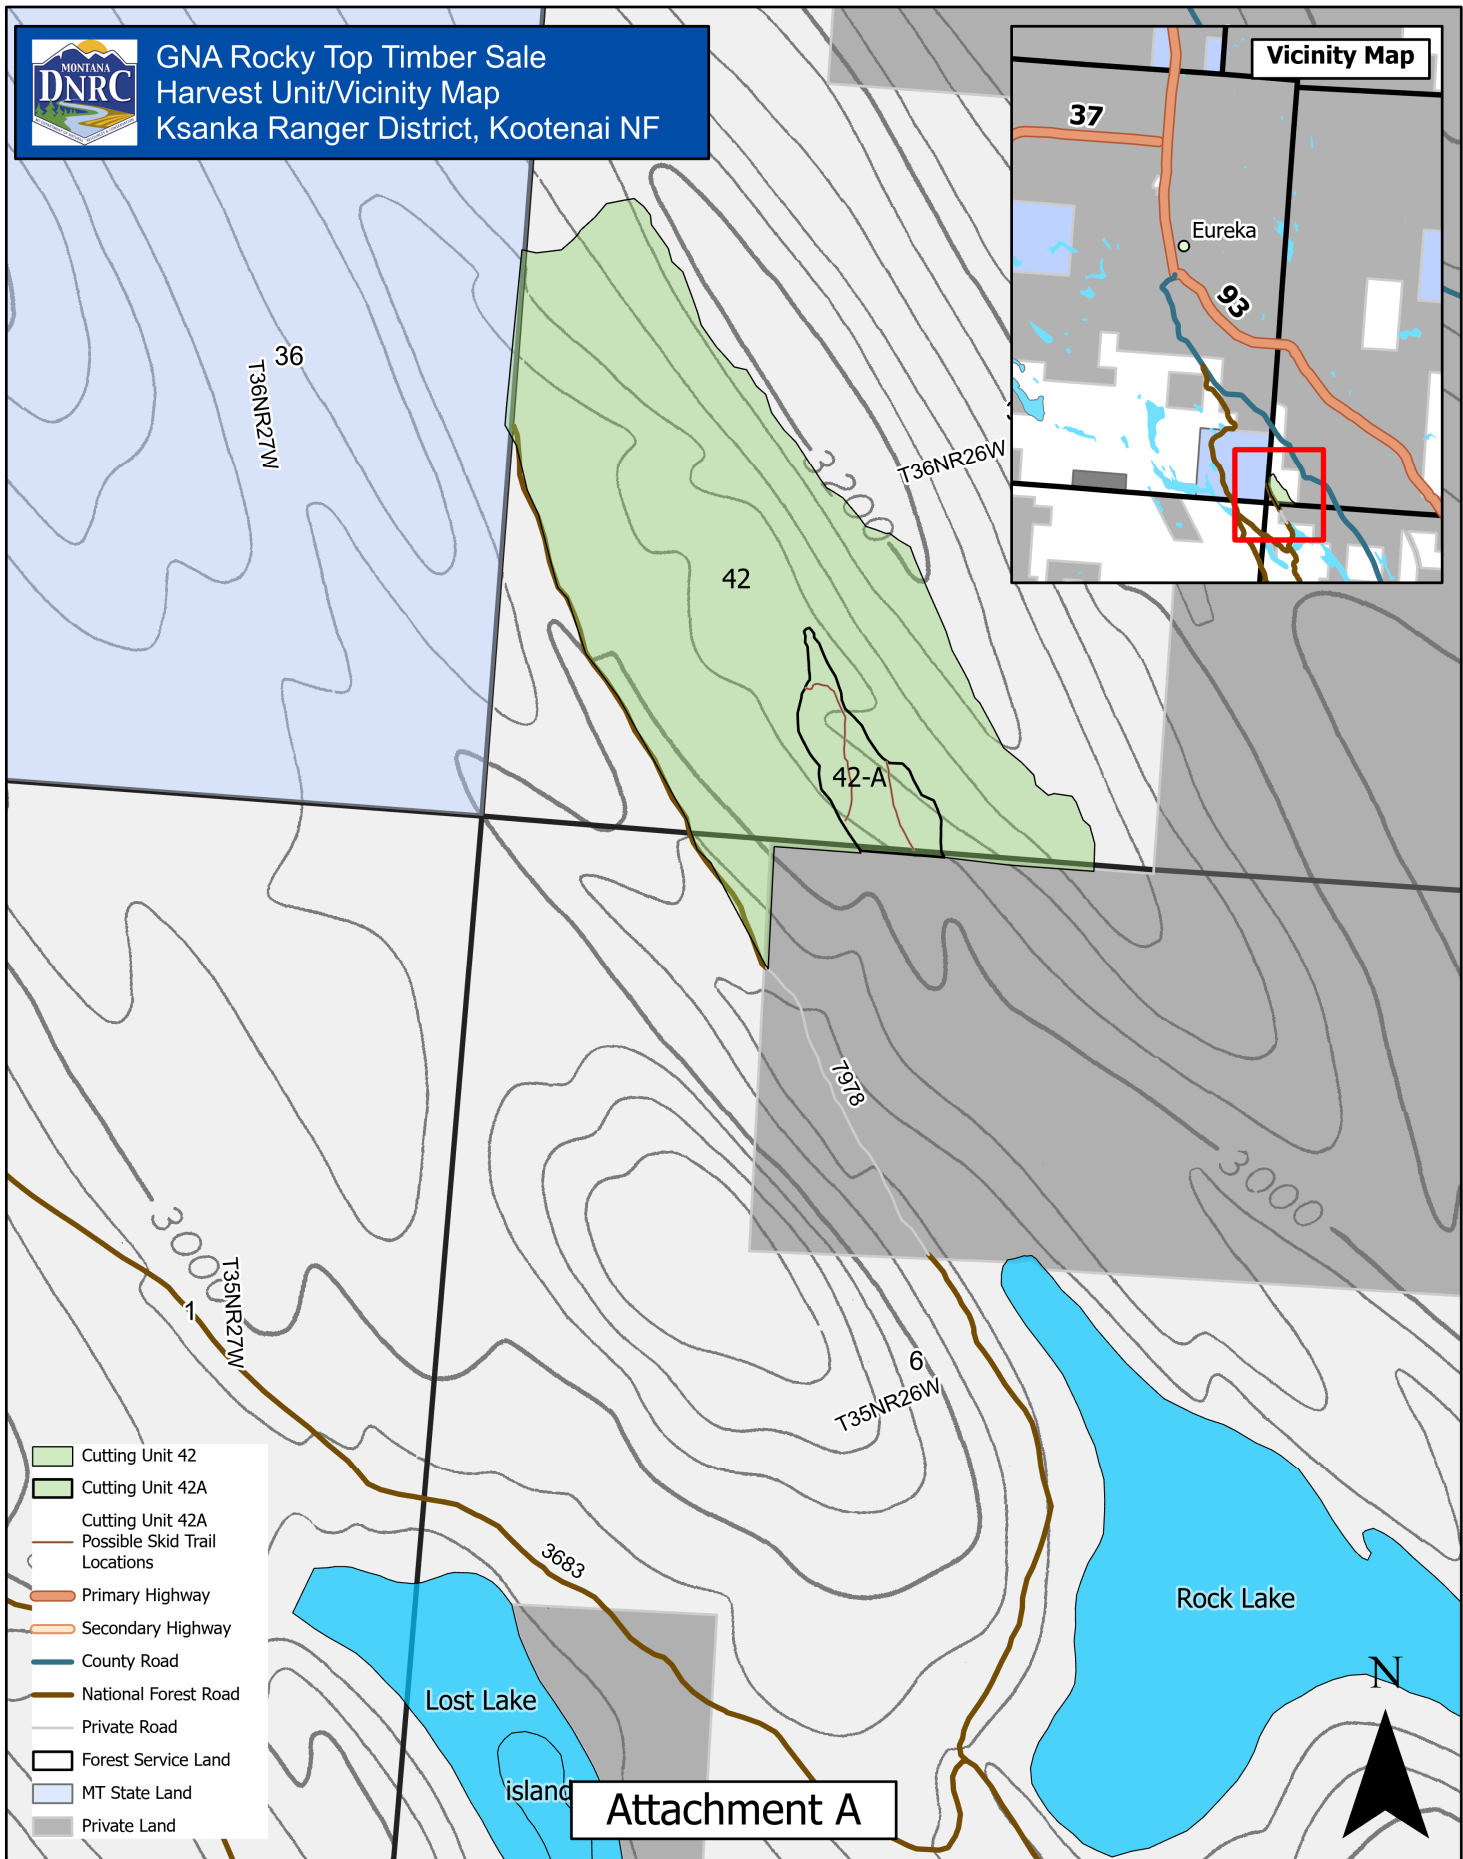 MONTANA
DNRC
GNA Rocky Top Timber Sale
Harvest Unit/Vicinity Map
Ksanka Ranger District, Kootenai NF
Vicinity Map
37
Eureka
93
36
T36NR27W
T36NR26W
3200
42
42-A
7978
3000
3000
T35NR27W
1
6
T35NR26W
3683
Rock Lake
Lost Lake
island
Cutting Unit 42
Cutting Unit 42A
Cutting Unit 42A
Possible Skid Trail
Locations
Primary Highway
Secondary Highway
County Road
National Forest Road
Private Road
Forest Service Land
MT State Land
Private Land
N
Attachment A